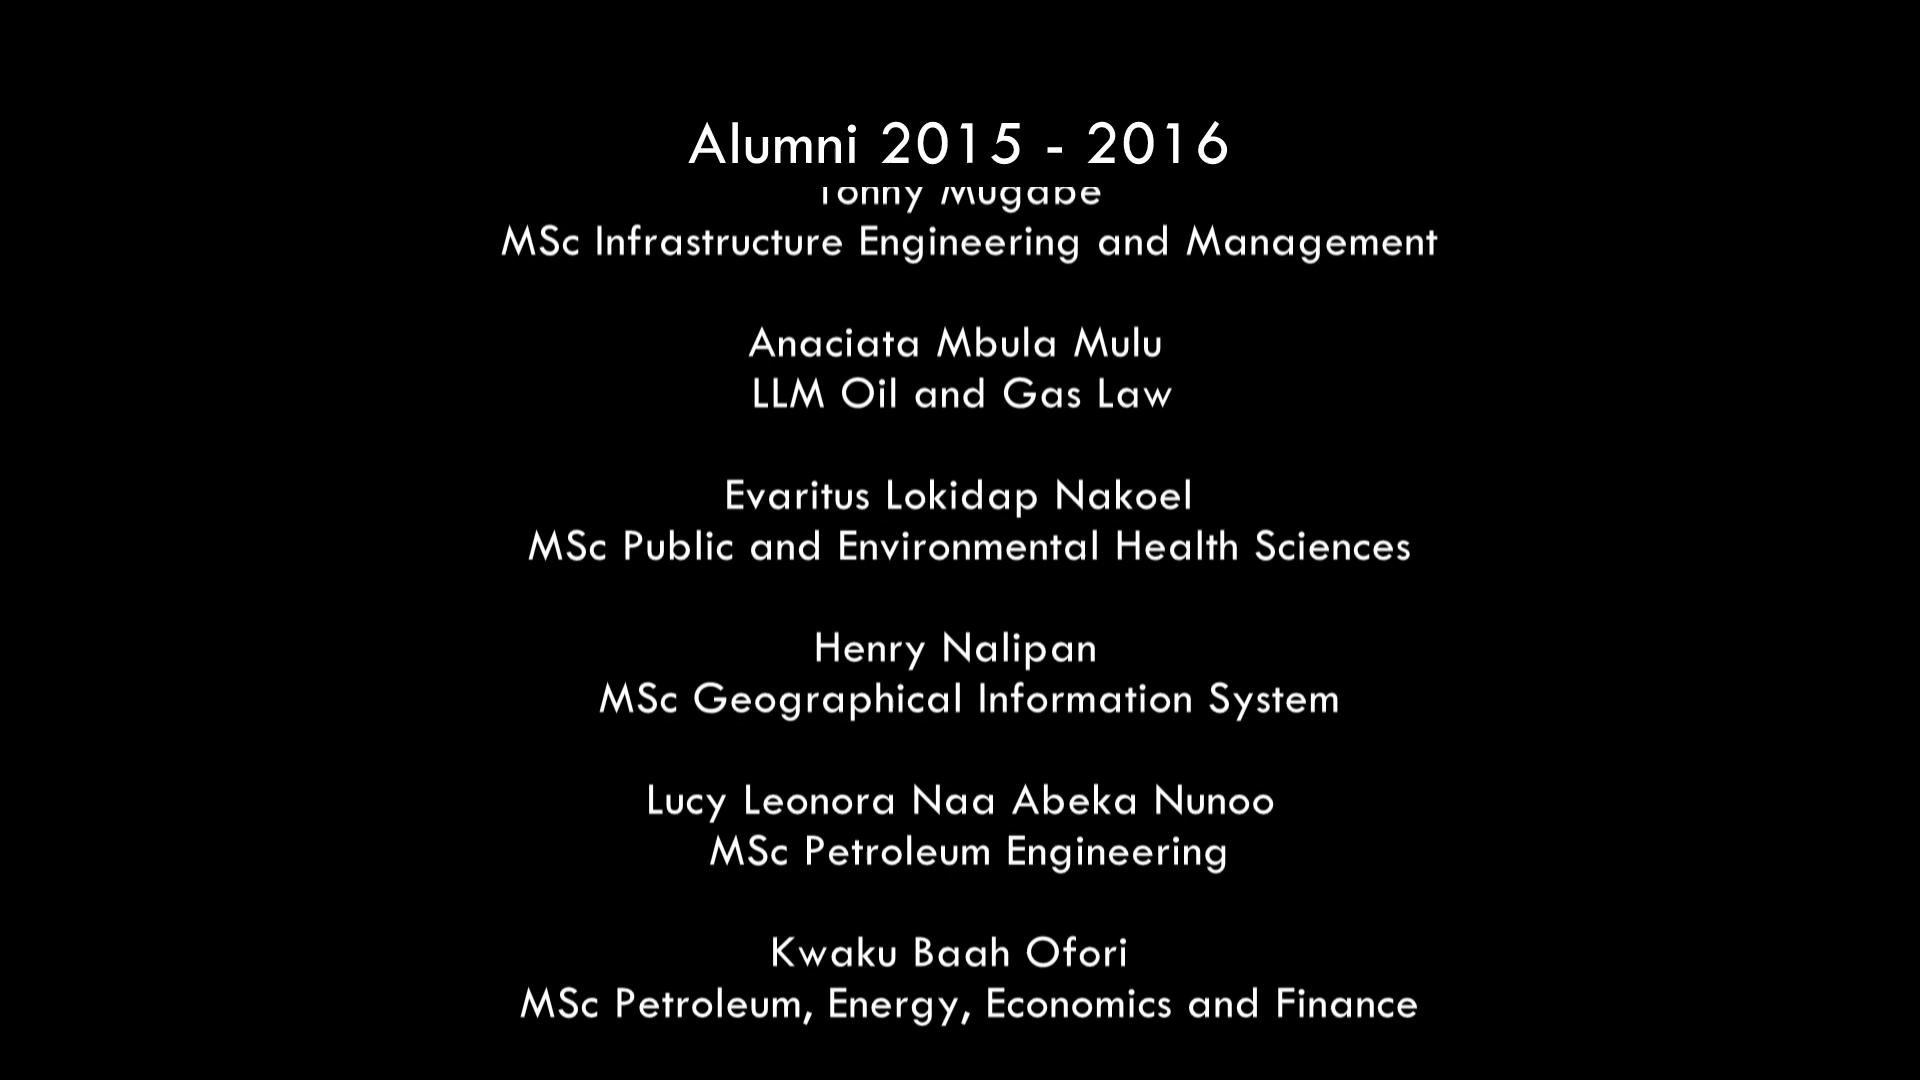 Alumni 2015 - 2016
Tonny Mugabe
MSc Infrastructure Engineering and Management
Anaciata Mbula Mulu
LLM Oil and Gas Law
Evaritus Lokidap Nakoel
MSc Public and Environmental Health Sciences
Henry Nalipan
MSc Geographical Information System
Lucy Leonora Naa Abeka Nunoo
MSc Petroleum Engineering
Kwaku Baah Ofori
MSc Petroleum, Energy, Economics and Finance